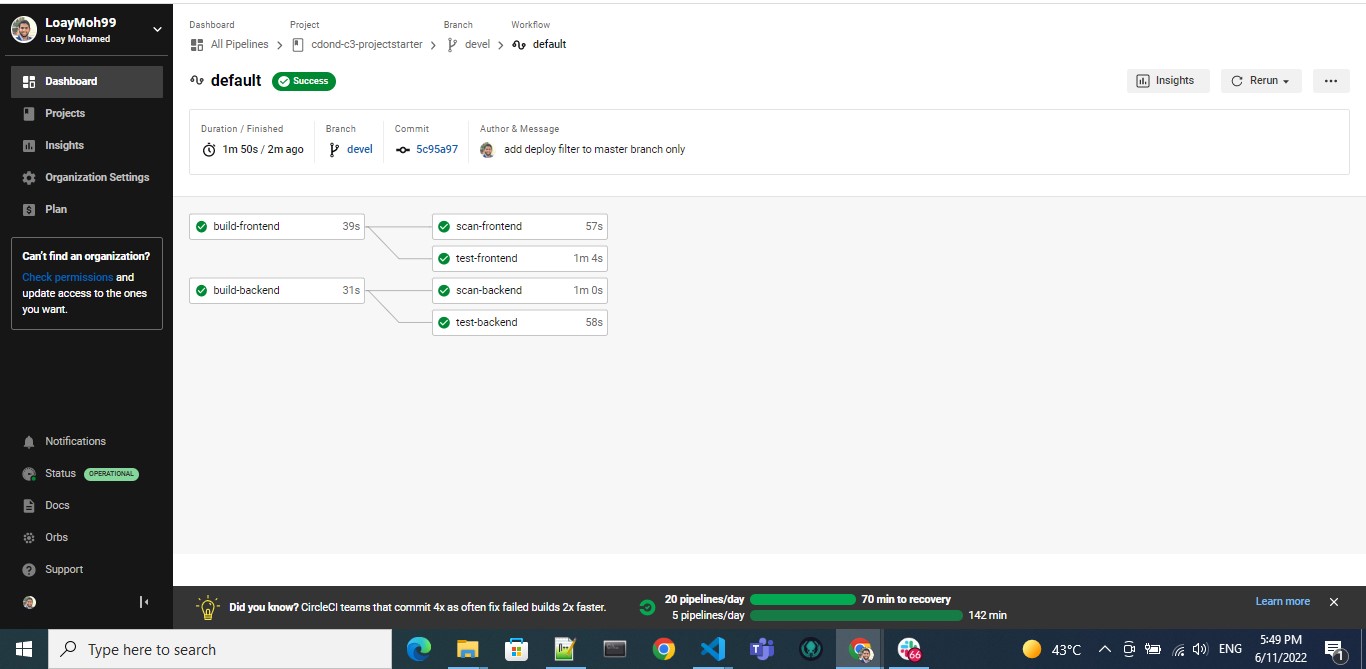 LoayMoh99
Loay Mohamed
Dashboard
Projects
Insights
Organization Settings
Plan
Can't find an organization?
Check permissions and
update access to the ones
you want.
Notifications
Status OPERATIONAL
Docs
Orbs
Support
Dashboard Project Branch Workflow
All Pipelines cdond-c3-projectstarter devel default
default Success
Insights Rerun
Duration / Finished Branch Commit Author & Message
1m 50s / 2m ago devel 5c95a97 add deploy filter to master branch only
build-frontend 39s scan-frontend 57s
test-frontend 1m 4s
build-backend 31s scan-backend 1m 0s
test-backend 58s
Did you know? CircleCI teams that commit 4x as often fix failed builds 2x faster.
20 pipelines/day 70 min to recovery
5 pipelines/day 142 min
Learn more
Type here to search
66
43°C
ENG
5:49 PM
6/11/2022
1